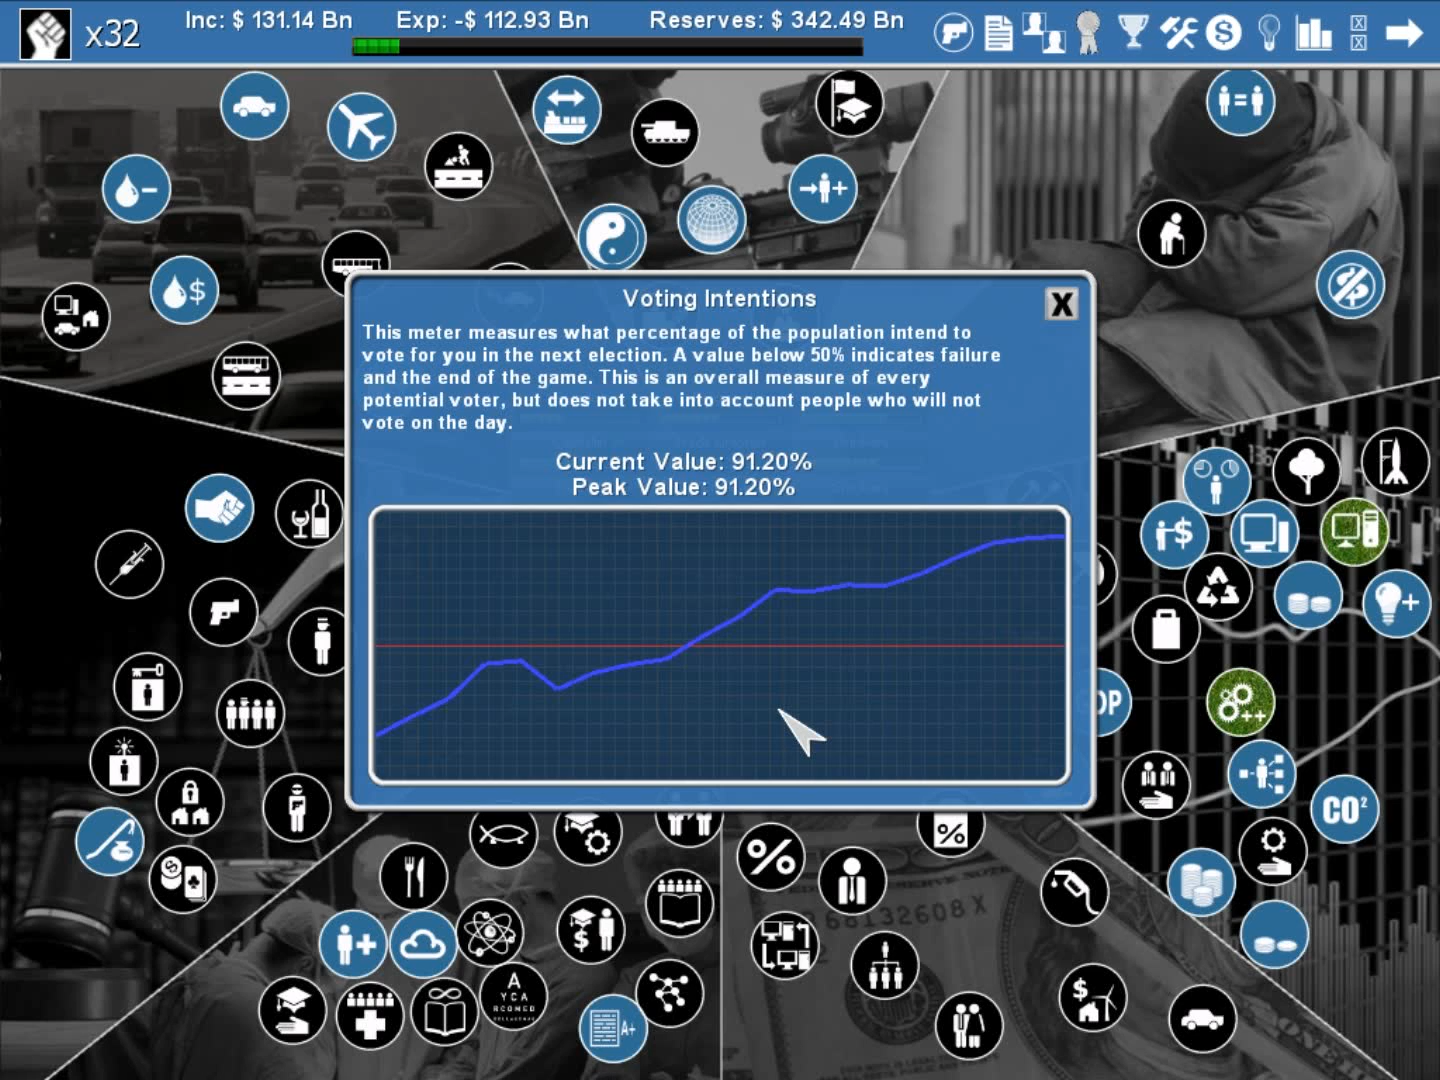 x32
Inc: $ 131.14 Bn
Exp: -$ 112.93 Bn
Reserves: $ 342.49 Bn
Voting Intentions
X
This meter measures what percentage of the population intend to
vote for you in the next election. A value below 50% indicates failure
and the end of the game. This is an overall measure of every
potential voter, but does not take into account people who will not
vote on the day.
Current Value: 91.20%
Peak Value: 91.20%
CO²
A
Y C A
A+